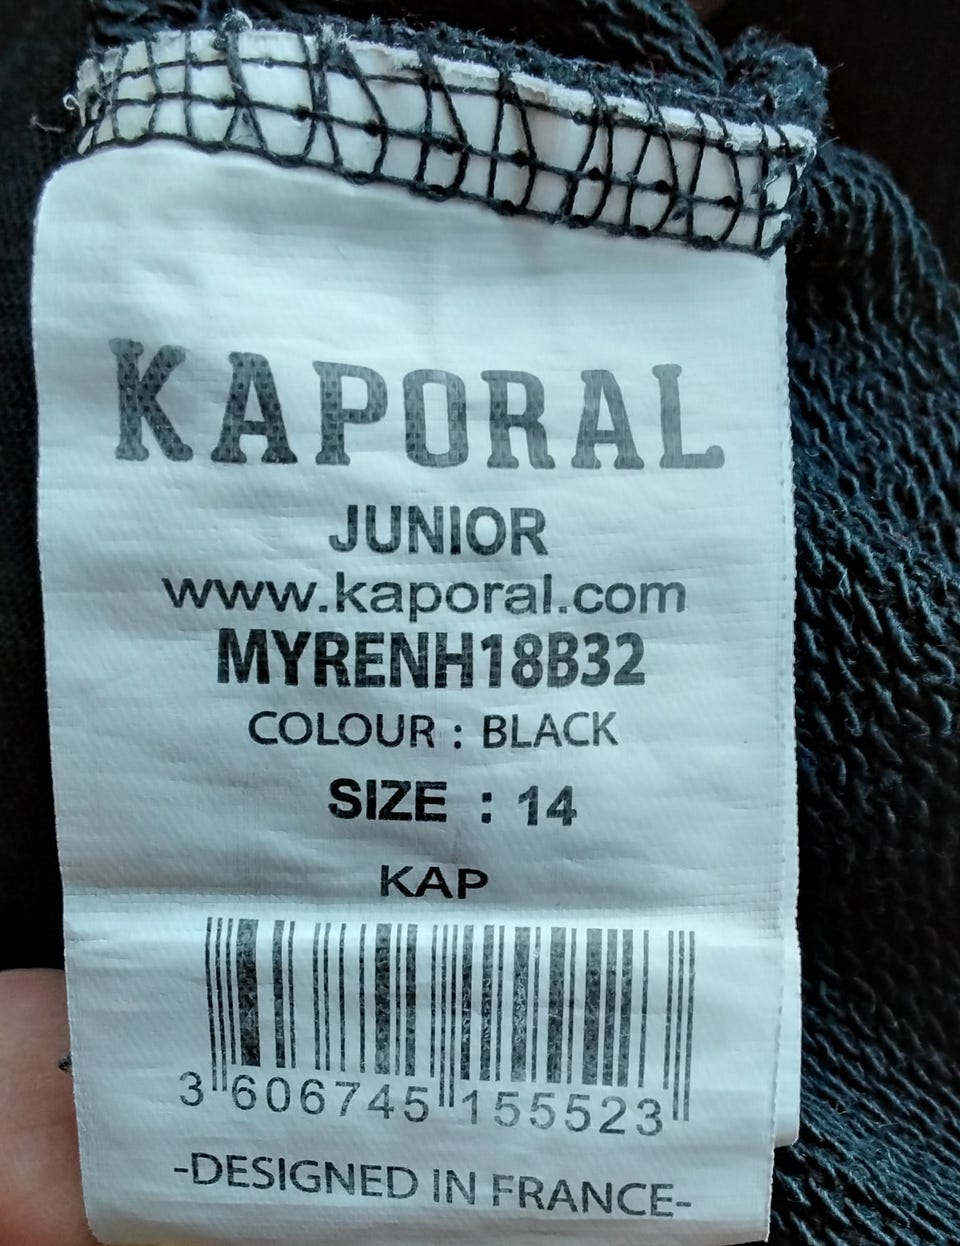 KAPORAL
JUNIOR
www.kaporal.com
MYRENH18B32
COLOUR : BLACK
SIZE : 14
KAP
3 606745 155523
-DESIGNED IN FRANCE-